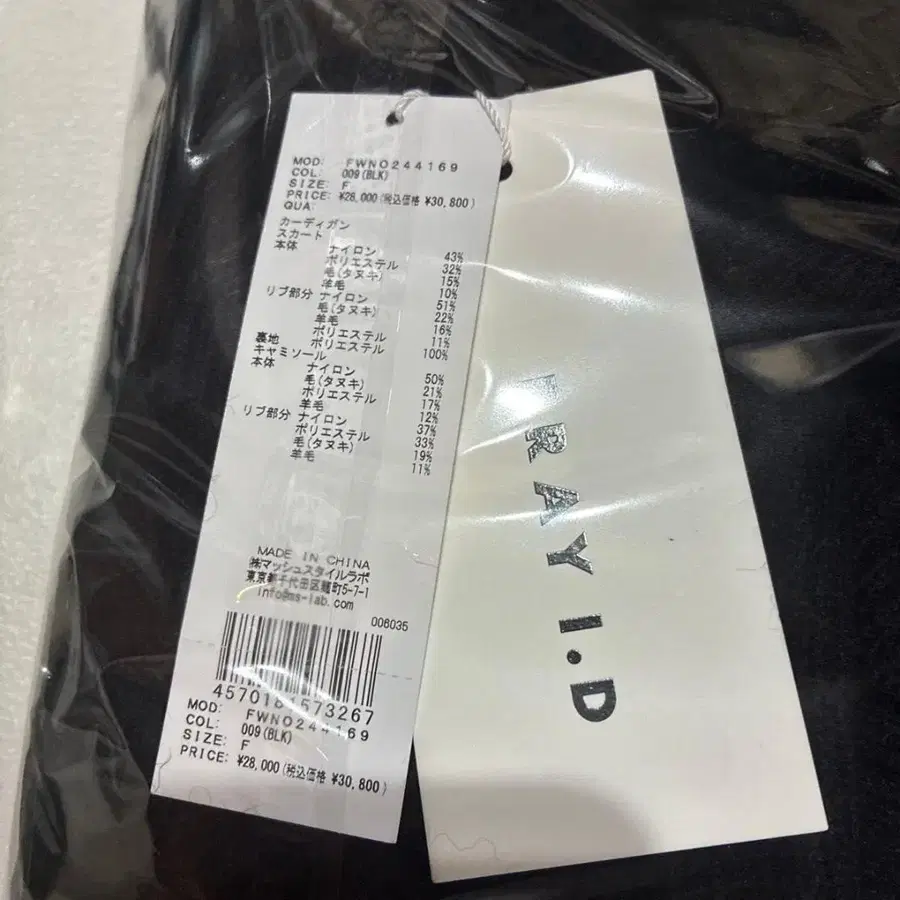 MOD: FWNO244169
COL: 009(BLK)
SIZE: F
PRICE: ¥28,000(税込価格 ¥30,800)
QUA:
カーディガン
スカート
本体 ナイロン 43%
ポリエステル 32%
毛(タヌキ) 15%
羊毛 10%
リブ部分 ナイロン 51%
毛(タヌキ) 22%
羊毛 16%
ポリエステル 11%
裏地 ポリエステル 100%
キャミソール
本体 ナイロン 50%
毛(タヌキ) 21%
ポリエステル 17%
羊毛 12%
リブ部分 ナイロン 37%
ポリエステル 33%
毛(タヌキ) 19%
羊毛 11%
MADE IN CHINA
㈱マッシュスタイルラボ
東京都千代田区麹町5-7-1
info@ms-lab.com
006035
4570181573267
MOD: FWNO244169
COL: 009(BLK)
SIZE: F
PRICE: ¥28,000(税込価格 ¥30,800)
FRAY I.D